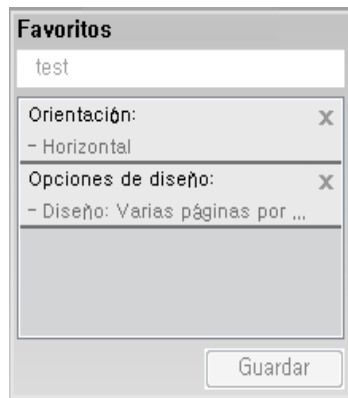 Favoritos
test
Orientación:
X
- Horizontal
Opciones de diseño:
X
- Diseño: Varias páginas por ...
Guardar